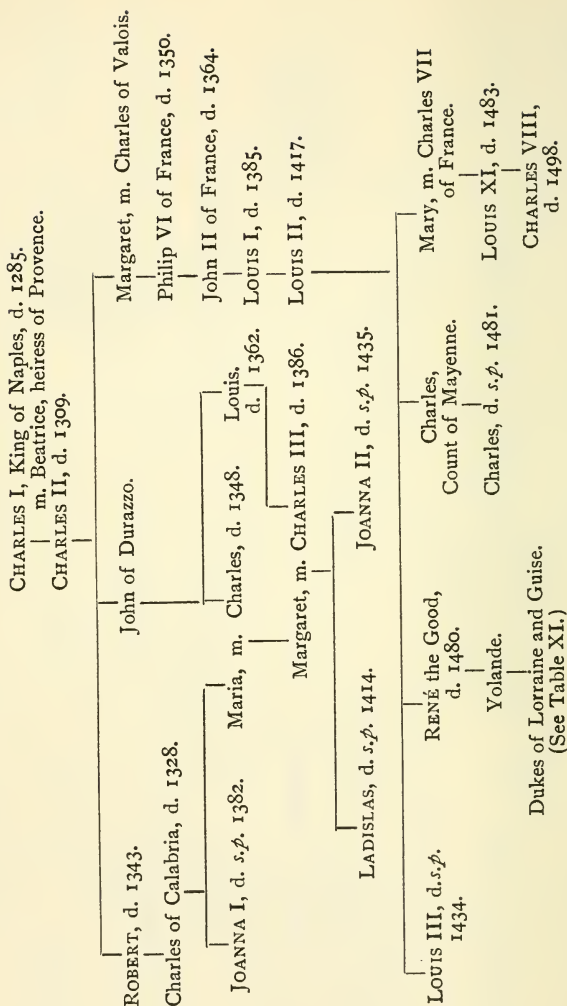 CHARLES I, King of Naples, d. 1285.
m. Beatrice, heiress of Provence.
CHARLES II, d. 1309.
ROBERT, d. 1343.
John of Durazzo.
Margaret, m. Charles of Valois.
Charles of Calabria, d. 1328.
Philip VI of France, d. 1350.
John II of France, d. 1364.
JOANNA I, d. s.p. 1382.
Maria, m. Charles, d. 1348.
Louis.
d. 1362.
LOUIS I, d. 1385.
Margaret, m. CHARLES III, d. 1386.
LOUIS II, d. 1417.
LADISLAS, d. s.p. 1414.
JOANNA II, d. s.p. 1435.
LOUIS III, d.s.p.
1434.
RENÉ the Good,
d. 1480.
Yolande.
Dukes of Lorraine and Guise.
(See Table XI.)
Charles,
Count of Mayenne.
Charles, d. s.p. 1481.
Mary, m. Charles VII
of France.
LOUIS XI, d. 1483.
CHARLES VIII,
d. 1498.